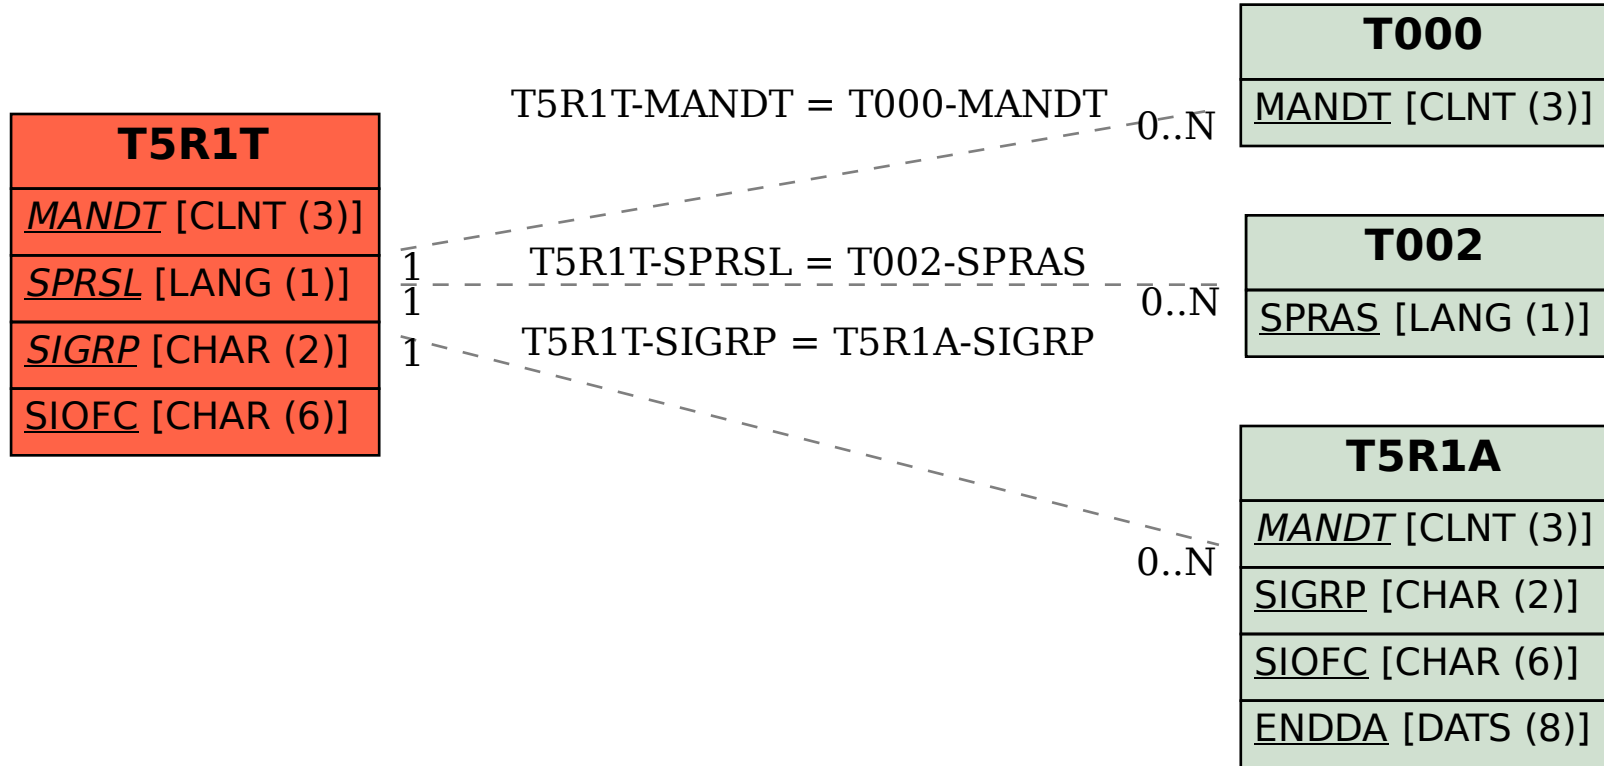 T5R1T
MANDT [CLNT (3)]
SPRSL [LANG (1)]
SIGRP [CHAR (2)]
SIOFC [CHAR (6)]
T5R1T-MANDT = T000-MANDT
0..N
1
T5R1T-SPRSL = T002-SPRAS
1
0..N
T5R1T-SIGRP = T5R1A-SIGRP
1
0..N
T000
MANDT [CLNT (3)]
T002
SPRAS [LANG (1)]
T5R1A
MANDT [CLNT (3)]
SIGRP [CHAR (2)]
SIOFC [CHAR (6)]
ENDDA [DATS (8)]